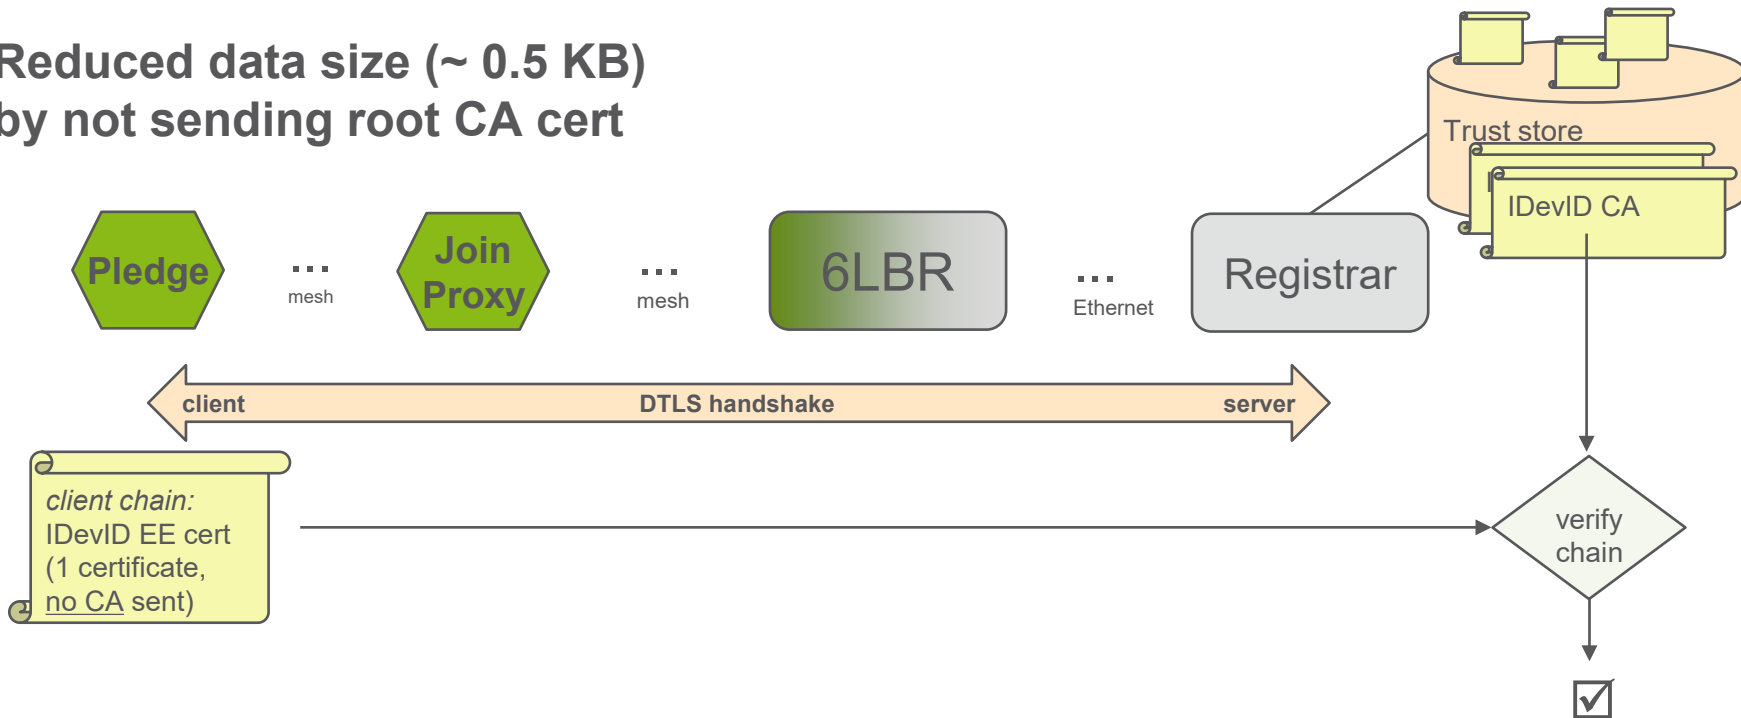 Reduced data size (~ 0.5 KB)
by not sending root CA cert
Trust store
IDevID CA
Pledge
...
mesh
Join
Proxy
...
mesh
6LBR
...
Ethernet
Registrar
client
DTLS handshake
server
client chain:
IDevID EE cert
(1 certificate,
no CA sent)
verify
chain